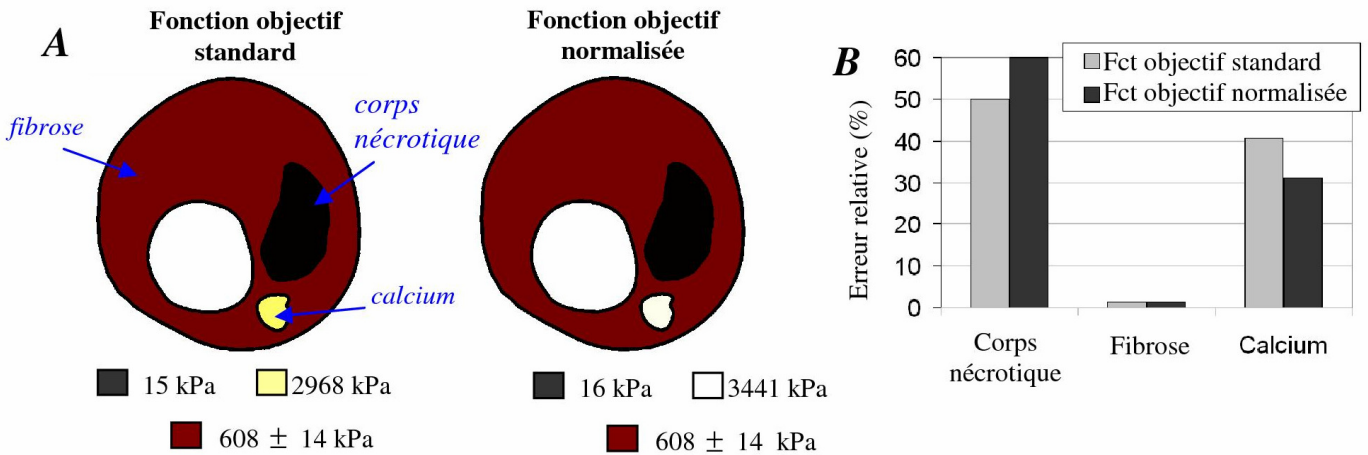 A
Fonction objectif
standard
fibrose
corps
nécrotique
calcium
15 kPa
2968 kPa
608 ± 14 kPa
Fonction objectif
normalisée
16 kPa
3441 kPa
608 ± 14 kPa
B
Fct objectif standard
Fct objectif normalisée
Erreur relative (%)
60
50
40
30
20
10
0
Corps
nécrotique
Fibrose
Calcium